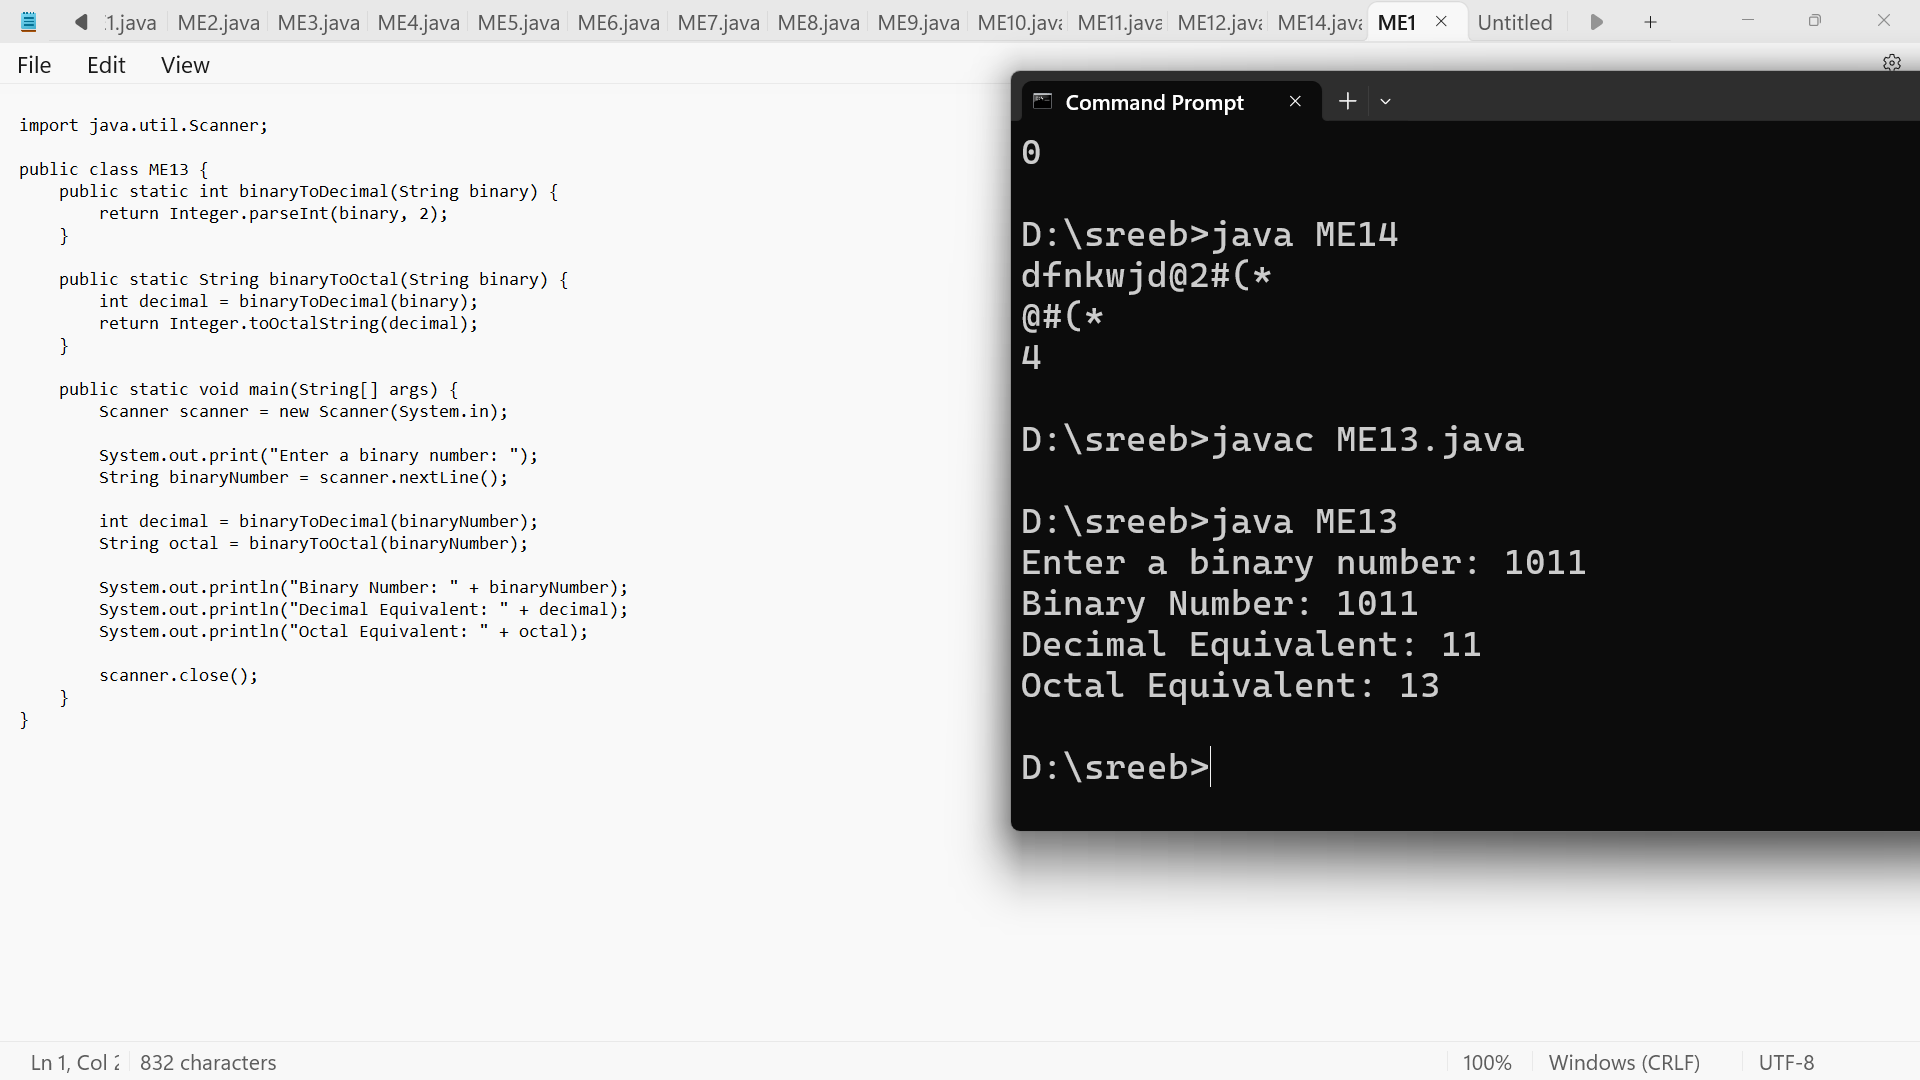 1.java ME2.java ME3.java ME4.java ME5.java ME6.java ME7.java ME8.java ME9.java ME10.java ME11.java ME12.java ME14.java ME1 Untitled
File Edit View
import java.util.Scanner;
public class ME13 {
public static int binaryToDecimal(String binary) {
return Integer.parseInt(binary, 2);
}
public static String binaryToOctal(String binary) {
int decimal = binaryToDecimal(binary);
return Integer.toOctalString(decimal);
}
public static void main(String[] args) {
Scanner scanner = new Scanner(System.in);
System.out.print("Enter a binary number: ");
String binaryNumber = scanner.nextLine();
int decimal = binaryToDecimal(binaryNumber);
String octal = binaryToOctal(binaryNumber);
System.out.println("Binary Number: " + binaryNumber);
System.out.println("Decimal Equivalent: " + decimal);
System.out.println("Octal Equivalent: " + octal);
scanner.close();
}
}
Command Prompt
0
D:\sreeb>java ME14
dfnkwjd@2#(*
@#(*
4
D:\sreeb>javac ME13.java
D:\sreeb>java ME13
Enter a binary number: 1011
Binary Number: 1011
Decimal Equivalent: 11
Octal Equivalent: 13
D:\sreeb>
Ln 1, Col 832 characters 100% Windows (CRLF) UTF-8